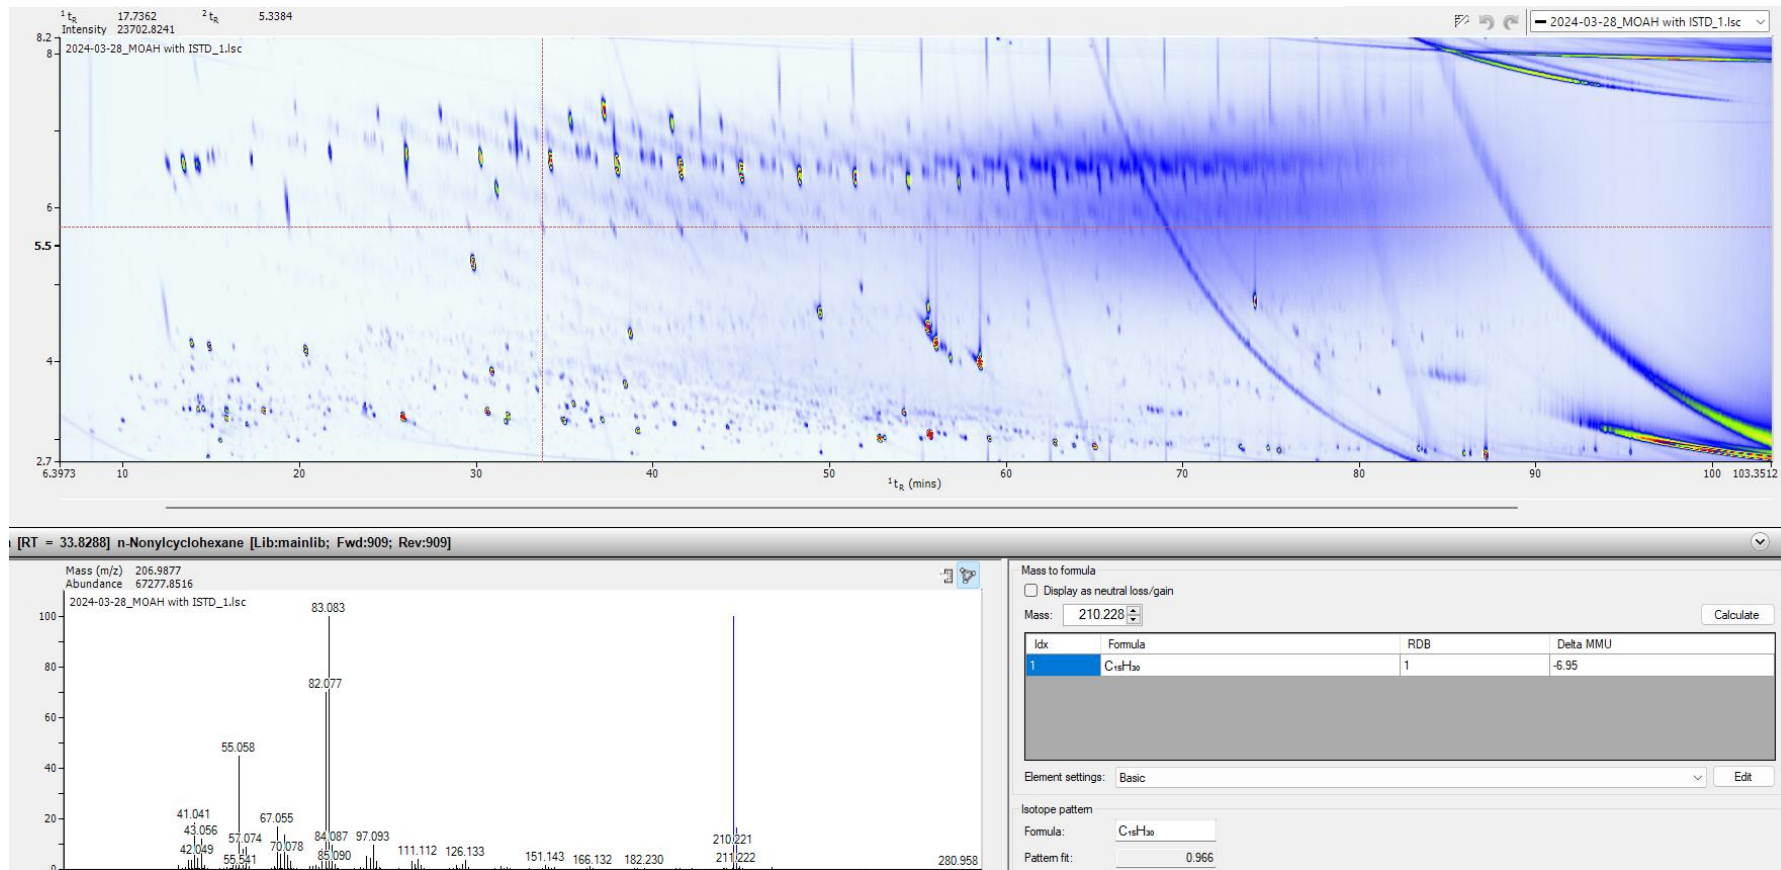 ¹tR 17.7362 ²tR 5.3384
Intensity 23702.8241
2024-03-28_MOAH with ISTD_1.lsc
2024-03-28_MOAH with ISTD_1.lsc
8.2
8
6
5.5
4
2.7
6.3973 10 20 30 40 50 60 70 80 90 100 103.3512
¹tR (mins)
[RT = 33.8288] n-Nonylcyclohexane [Lib:mainlib; Fwd:909; Rev:909]
Mass (m/z) 206.9877
Abundance 67277.8516
2024-03-28_MOAH with ISTD_1.lsc
100
80
60
40
20
0
83.083
82.077
55.058
41.041
43.056
42.049
57.074
55.541
67.055
70.078
84.087
85.090
97.093
111.112
126.133
151.143
166.132
182.230
210.221
211.222
280.958
Mass to formula
Display as neutral loss/gain
Mass: 210.228
Calculate
Idx Formula RDB Delta MMU
1 C₁₅H₃₀ 1 -6.95
Element settings: Basic
Edit
Isotope pattern
Formula: C₁₅H₃₀
Pattern fit: 0.966